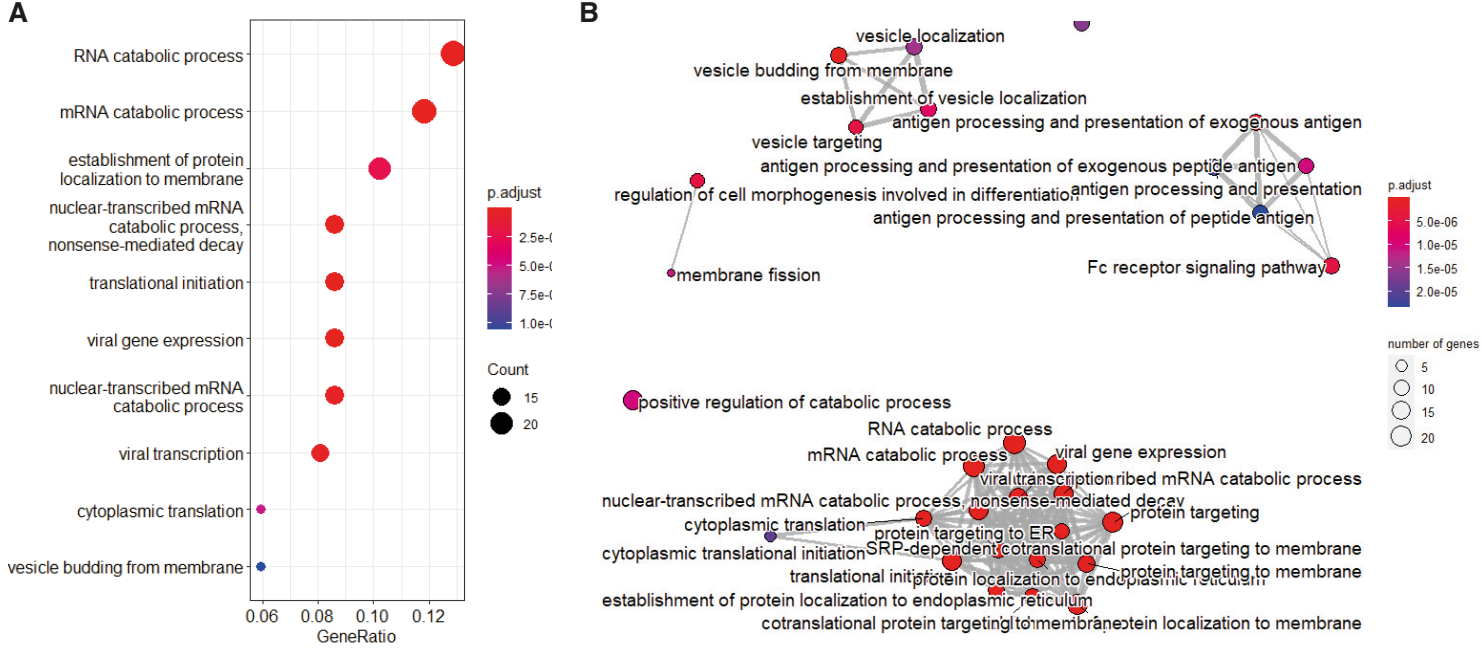 A
RNA catabolic process
mRNA catabolic process
establishment of protein
localization to membrane
nuclear-transcribed mRNA
catabolic process,
nonsense-mediated decay
translational initiation
viral gene expression
nuclear-transcribed mRNA
catabolic process
viral transcription
cytoplasmic translation
vesicle budding from membrane
0.06
0.08
0.10
0.12
GeneRatio
p.adjust
2.5e-
5.0e-
7.5e-
1.0e-
Count
15
20
B
vesicle localization
vesicle budding from membrane
establishment of vesicle localization
antigen processing and presentation of exogenous antigen
vesicle targeting
antigen processing and presentation of exogenous peptide antigen
regulation of cell morphogenesis involved in differentiation
antigen processing and presentation
antigen processing and presentation of peptide antigen
Fc receptor signaling pathway
membrane fission
positive regulation of catabolic process
RNA catabolic process
mRNA catabolic process
viral gene expression
viral transcription
mRNA catabolic process
nuclear-transcribed mRNA catabolic process, nonsense-mediated decay
protein targeting
cytoplasmic translation
protein targeting to ER
cytoplasmic translational initiation
SRP-dependent cotranslational protein targeting to membrane
protein targeting to membrane
translational
protein localization to endoplasmic reticulum
establishment of protein localization to endoplasmic reticulum
cotranslational protein targeting to membrane
localization to membrane
p.adjust
5.0e-06
1.0e-05
1.5e-05
2.0e-05
number of genes
5
10
15
20